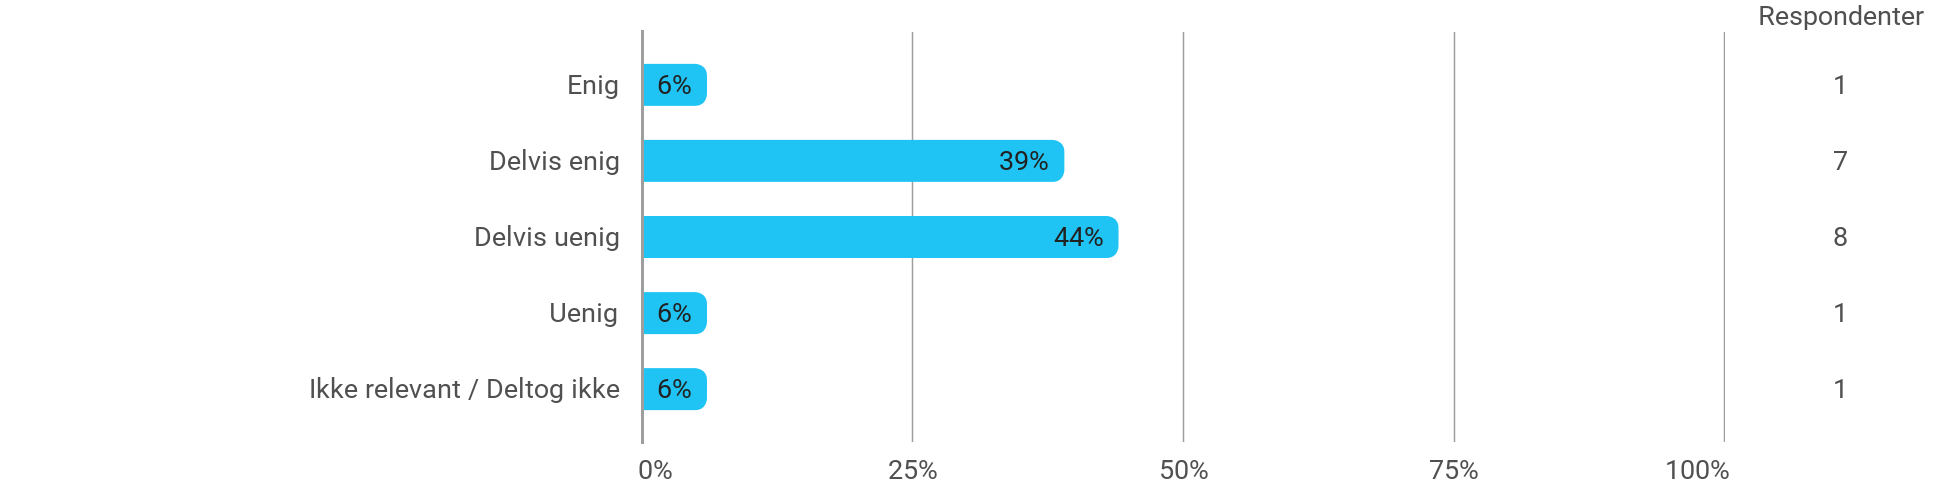 Respondenter
Enig 6% 1
Delvis enig 39% 7
Delvis uenig 44% 8
Uenig 6% 1
Ikke relevant / Deltog ikke 6% 1
0% 25% 50% 75% 100%